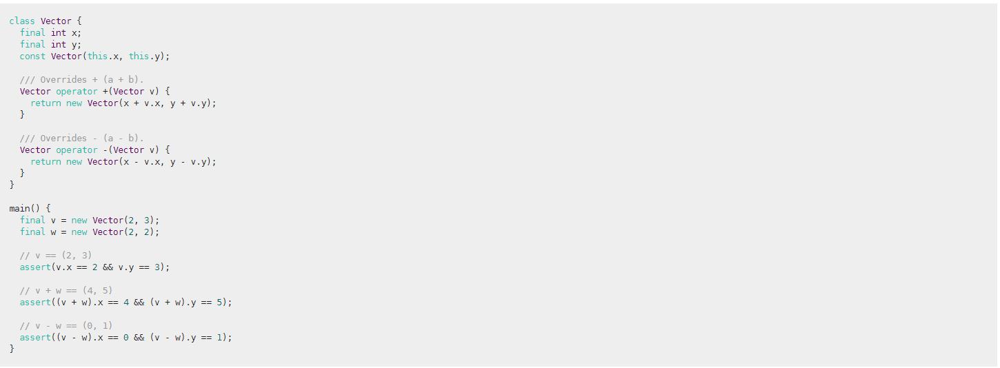 class Vector {
  final int x;
  final int y;
  const Vector(this.x, this.y);

  /// Overrides + (a + b).
  Vector operator +(Vector v) {
    return new Vector(x + v.x, y + v.y);
  }

  /// Overrides - (a - b).
  Vector operator -(Vector v) {
    return new Vector(x - v.x, y - v.y);
  }
}

main() {
  final v = new Vector(2, 3);
  final w = new Vector(2, 2);

  // v == (2, 3)
  assert(v.x == 2 && v.y == 3);

  // v + w == (4, 5)
  assert((v + w).x == 4 && (v + w).y == 5);

  // v - w == (0, 1)
  assert((v - w).x == 0 && (v - w).y == 1);
}